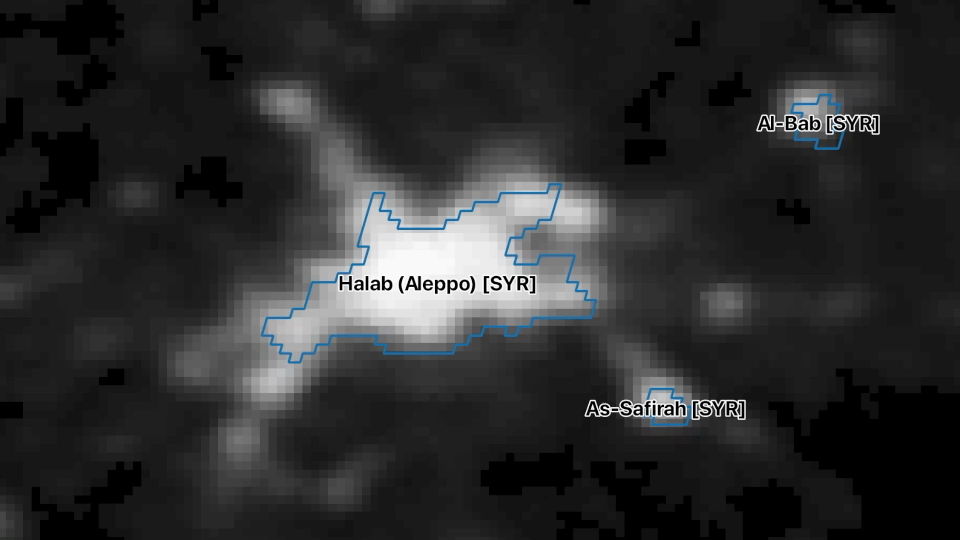 Al-Bab [SYR]
Halab (Aleppo) [SYR]
As-Safirah [SYR]